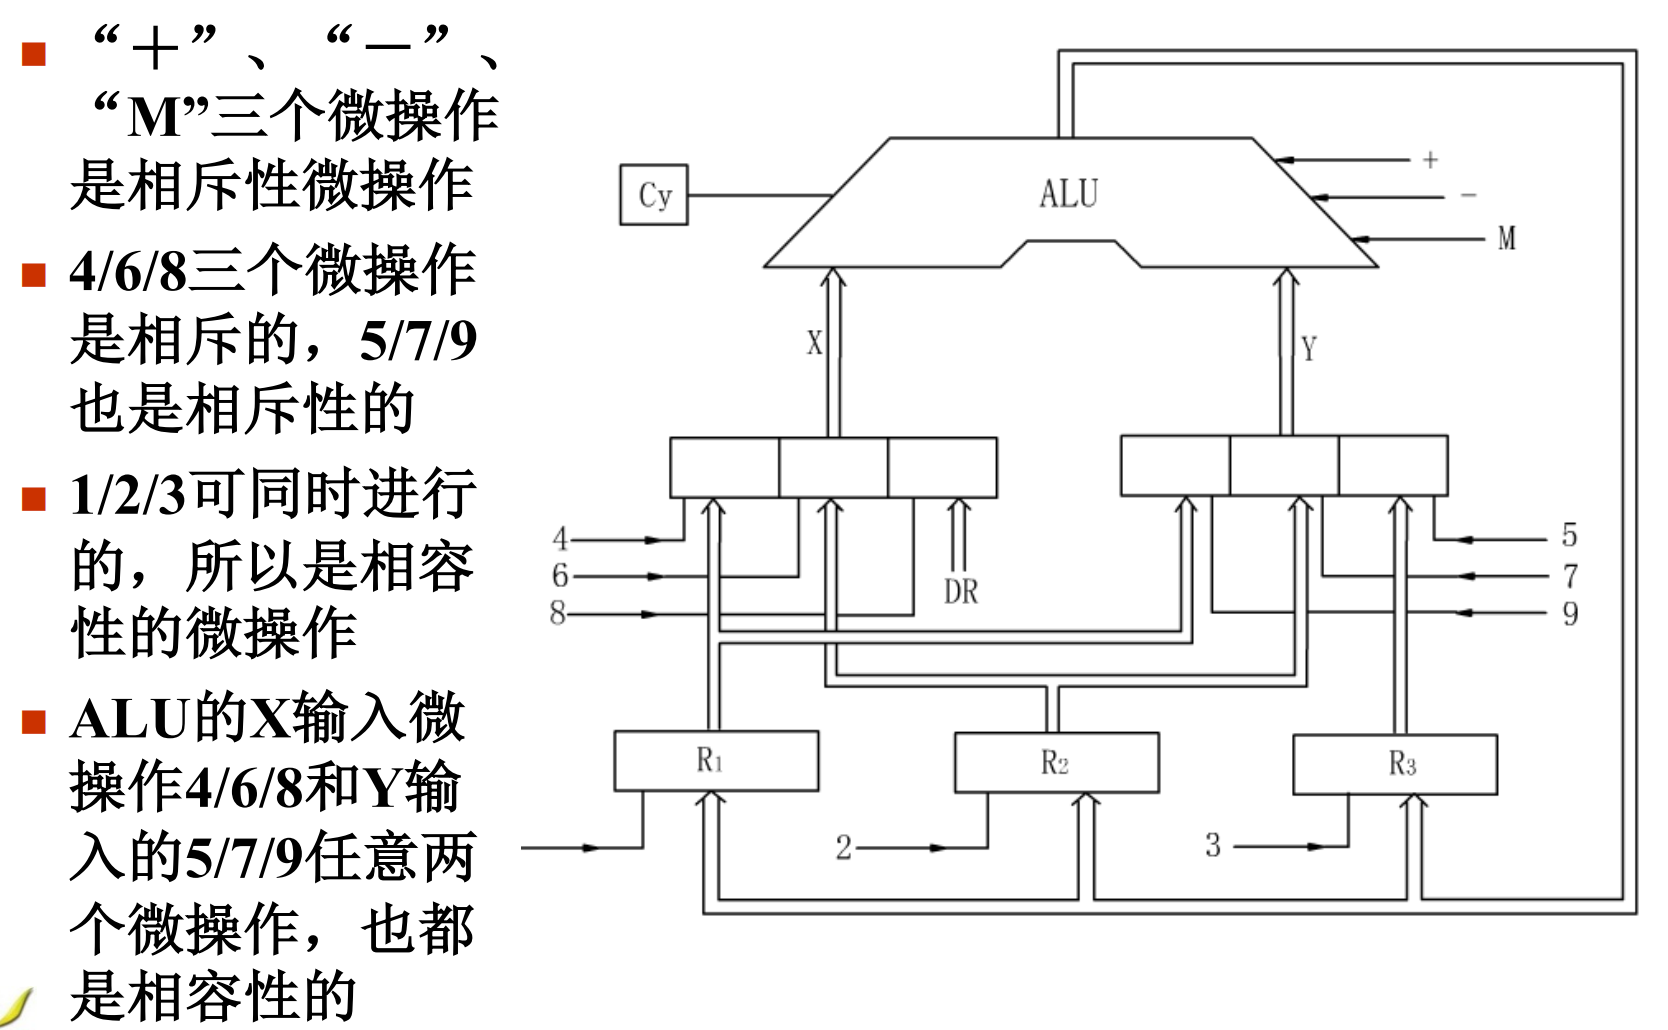 “＋”、“－”、
“M”三个微操作
是相斥性微操作
4/6/8三个微操作
是相斥的，5/7/9
也是相斥性的
1/2/3可同时进行
的，所以是相容
性的微操作
ALU的X输入微
操作4/6/8和Y输
入的5/7/9任意两
个微操作，也都
是相容性的
+
Cy
ALU
-
M
X
Y
4
5
6
7
DR
8
9
R1
R2
R3
2
3